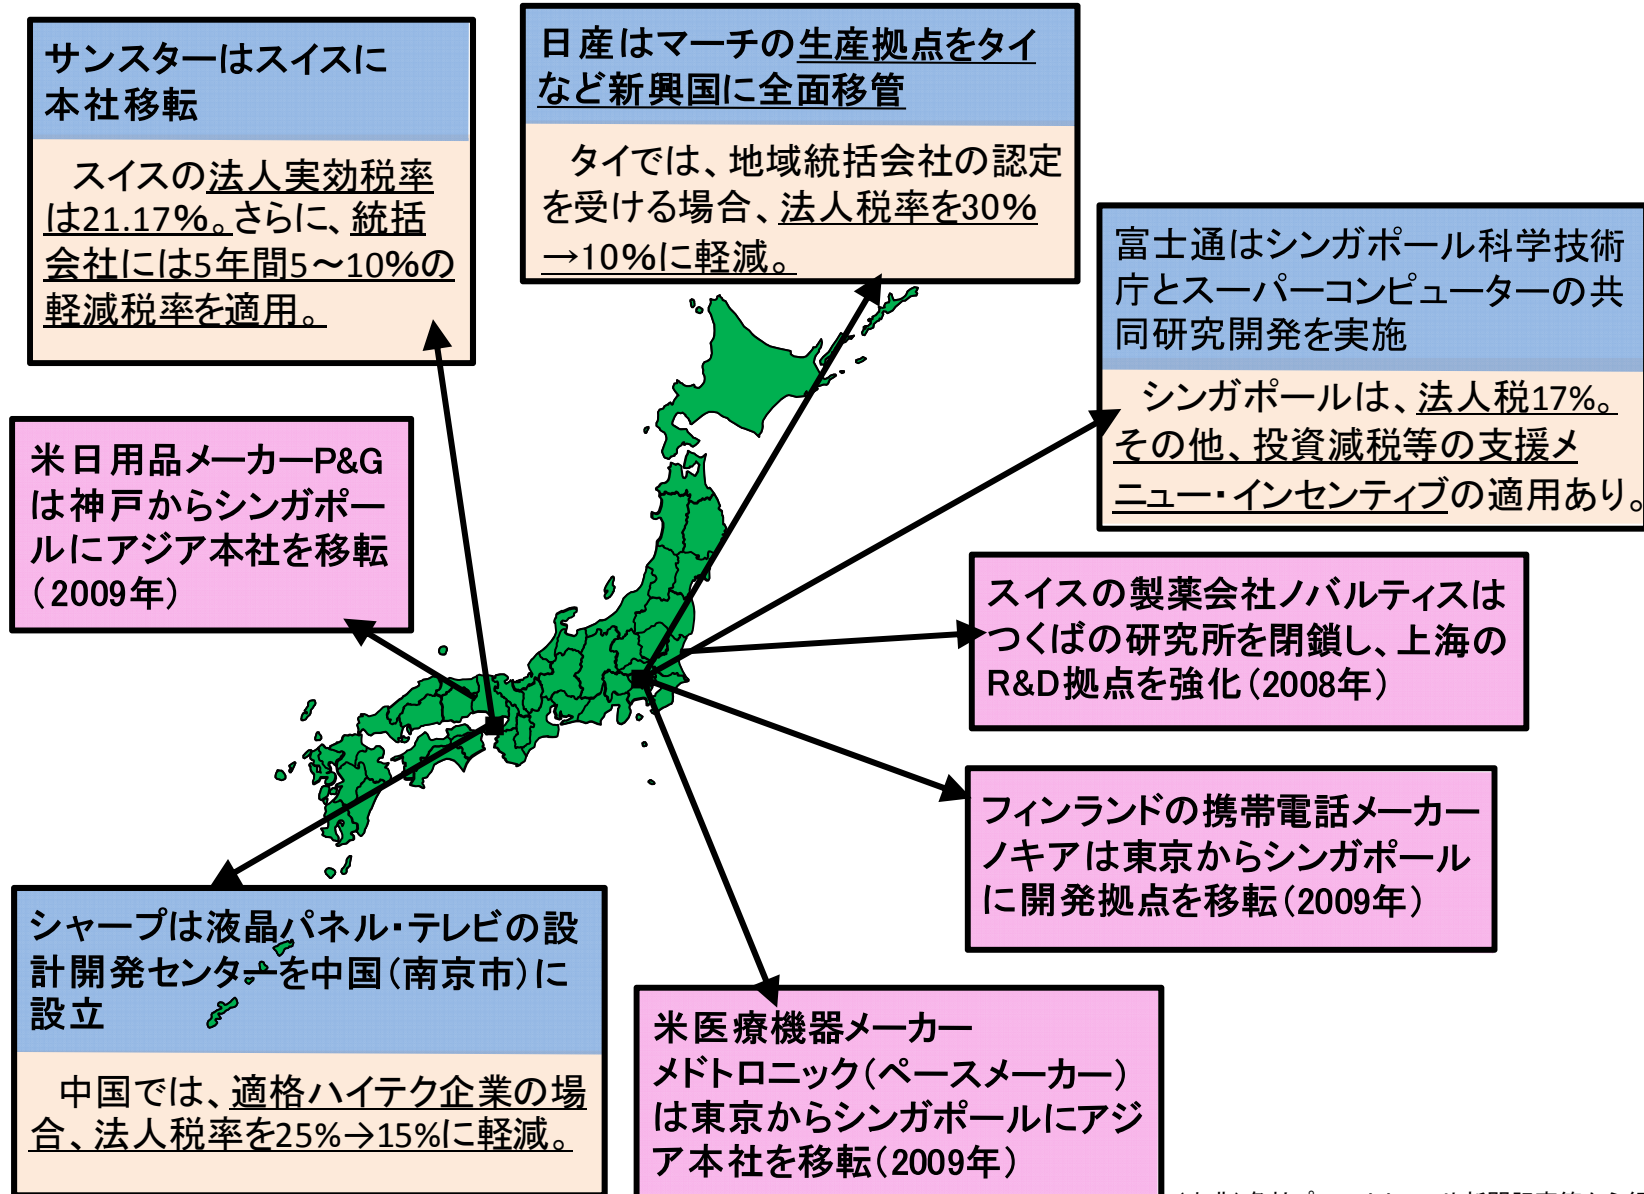 サンスターはスイスに
本社移転
スイスの法人実効税率
は21.17%。さらに、統括
会社には5年間5～10%の
軽減税率を適用。
日産はマーチの生産拠点をタイ
など新興国に全面移管
タイでは、地域統括会社の認定
を受ける場合、法人税率を30%
→10%に軽減。
富士通はシンガポール科学技術
庁とスーパーコンピューターの共
同研究開発を実施
シンガポールは、法人税17%。
その他、投資減税等の支援メ
ニュー・インセンティブの適用あり。
米日用品メーカーP&G
は神戸からシンガポー
ルにアジア本社を移転
（2009年）
スイスの製薬会社ノバルティスは
つくばの研究所を閉鎖し、上海の
R&D拠点を強化（2008年）
フィンランドの携帯電話メーカー
ノキアは東京からシンガポール
に開発拠点を移転（2009年）
シャープは液晶パネル・テレビの設
計開発センターを中国（南京市）に
設立
中国では、適格ハイテク企業の場
合、法人税率を25%→15%に軽減。
米医療機器メーカー
メドトロニック（ペースメーカー）
は東京からシンガポールにアジ
ア本社を移転（2009年）